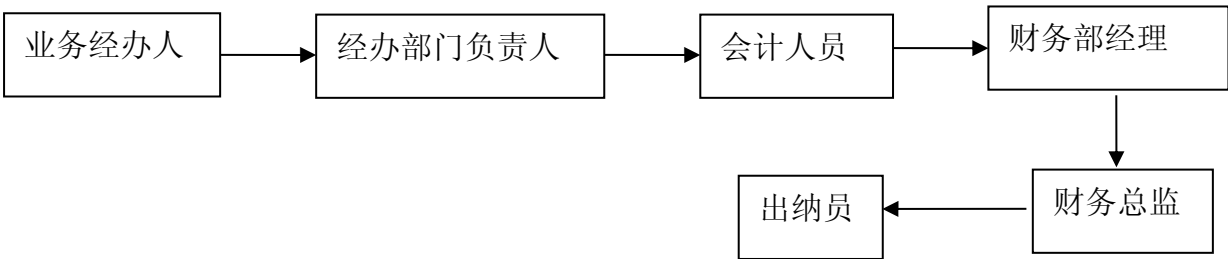 业务经办人
经办部门负责人
会计人员
财务部经理
财务总监
出纳员